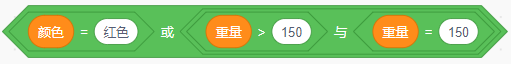 颜色 = 红色 或 重量 > 150 与 重量 = 150